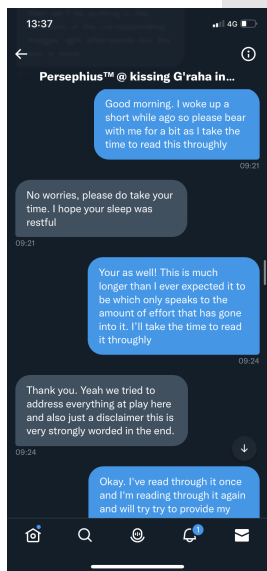 13:37
4G
Persephius™ @ kissing G'raha in...
Good morning. I woke up a
short while ago so please bear
with me for a bit as I take the
time to read this throughly
09:21
No worries, please do take your
time. I hope your sleep was
restful
09:21
Your as well! This is much
longer than I ever expected it to
be which only speaks to the
amount of effort that has gone
into it. I'll take the time to read
it throughly
09:24
Thank you. Yeah we tried to
address everything at play here
and also just a disclaimer this is
very strongly worded in the end.
09:24
Okay. I've read through it once
and I'm reading through it again
and will try try to provide my
1